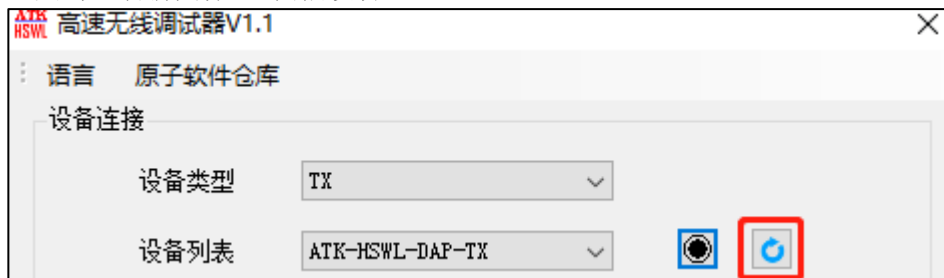 ATK HSWL 高速无线调试器V1.1
语言 原子软件仓库
设备连接
设备类型 TX
设备列表 ATK-HSWL-DAP-TX